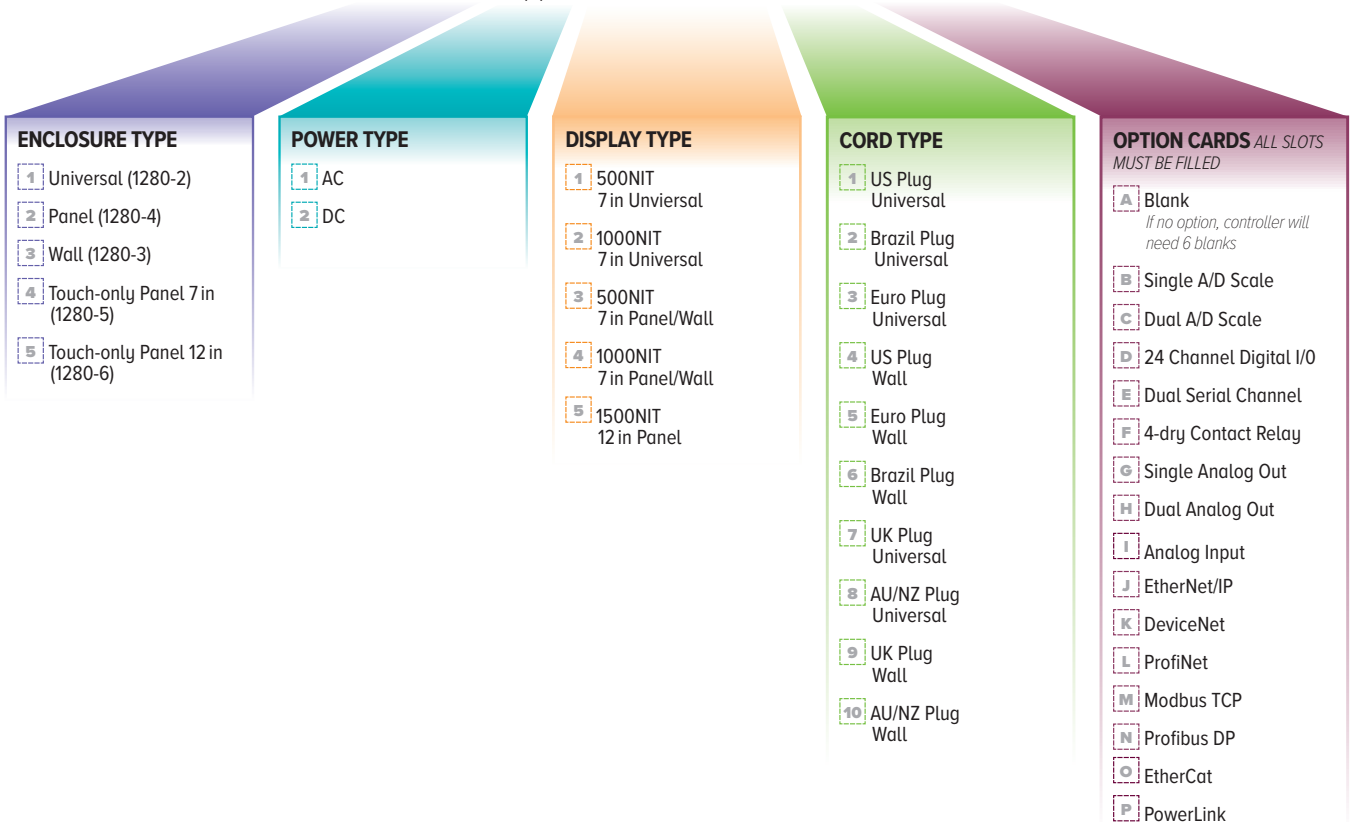 ENCLOSURE TYPE
1 Universal (1280-2)
2 Panel (1280-4)
3 Wall (1280-3)
4 Touch-only Panel 7 in
(1280-5)
5 Touch-only Panel 12 in
(1280-6)
POWER TYPE
1 AC
2 DC
DISPLAY TYPE
1 500NIT
7 in Unviersal
2 1000NIT
7 in Universal
3 500NIT
7 in Panel/Wall
4 1000NIT
7 in Panel/Wall
5 1500NIT
12 in Panel
CORD TYPE
1 US Plug
Universal
2 Brazil Plug
Universal
3 Euro Plug
Universal
4 US Plug
Wall
5 Euro Plug
Wall
6 Brazil Plug
Wall
7 UK Plug
Universal
8 AU/NZ Plug
Universal
9 UK Plug
Wall
10 AU/NZ Plug
Wall
OPTION CARDS ALL SLOTS
MUST BE FILLED
A Blank
If no option, controller will
need 6 blanks
B Single A/D Scale
C Dual A/D Scale
D 24 Channel Digital I/0
E Dual Serial Channel
F 4-dry Contact Relay
G Single Analog Out
H Dual Analog Out
I Analog Input
J EtherNet/IP
K DeviceNet
L ProfiNet
M Modbus TCP
N Profibus DP
O EtherCat
P PowerLink